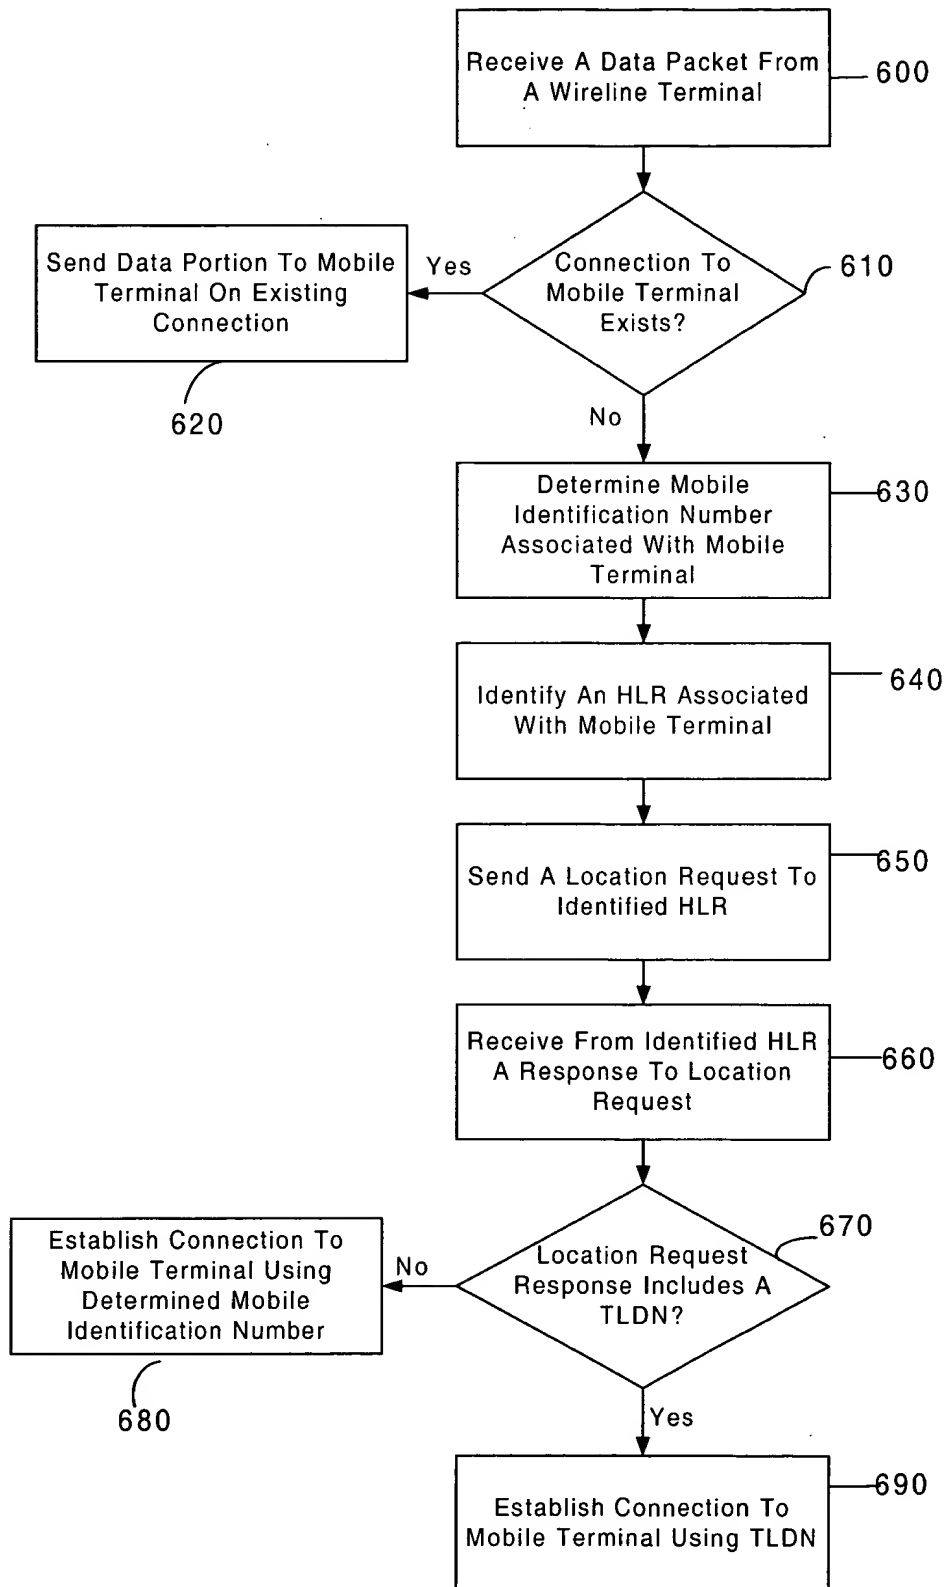 Receive A Data Packet From
A Wireline Terminal
600
Connection To
Mobile Terminal
Exists?
610
Yes
Send Data Portion To Mobile
Terminal On Existing
Connection
620
No
Determine Mobile
Identification Number
Associated With Mobile
Terminal
630
Identify An HLR Associated
With Mobile Terminal
640
Send A Location Request To
Identified HLR
650
Receive From Identified HLR
A Response To Location
Request
660
Location Request
Response Includes A
TLDN?
670
No
Establish Connection To
Mobile Terminal Using
Determined Mobile
Identification Number
680
Yes
Establish Connection To
Mobile Terminal Using TLDN
690